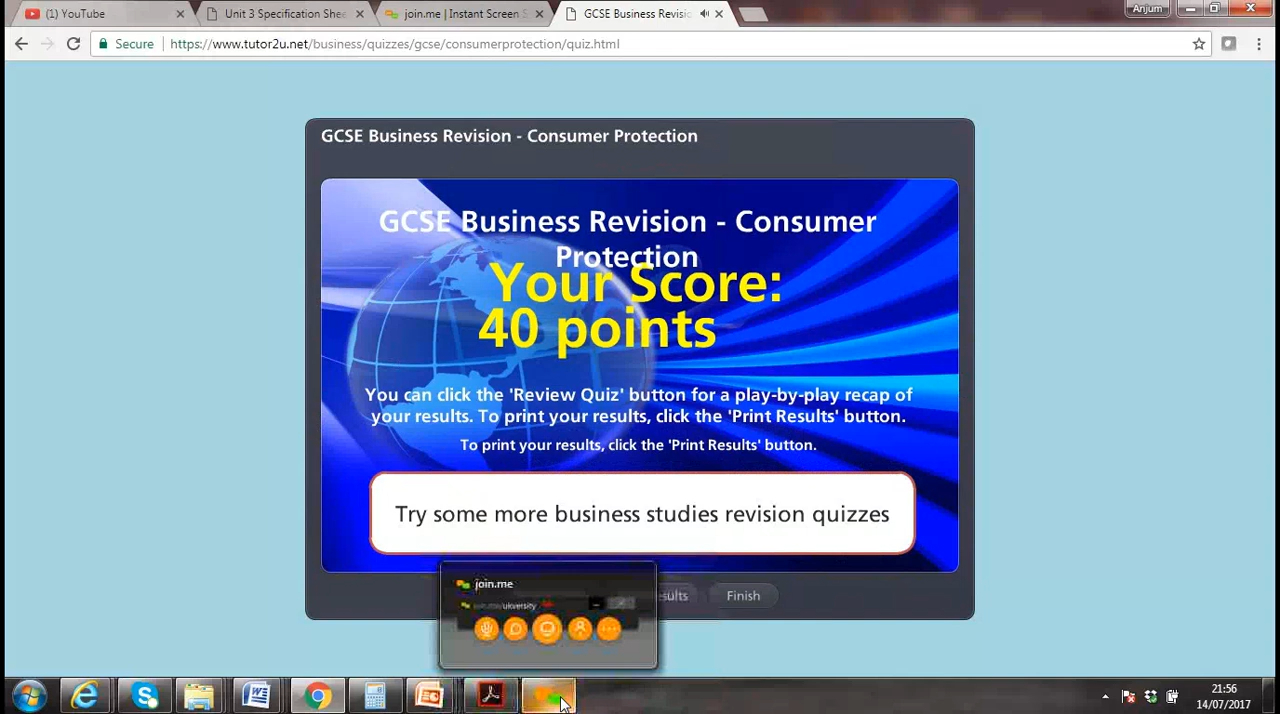 (1) YouTube
Unit 3 Specification Shee
join.me | Instant Screen S
GCSE Business Revisio
Anjum
Secure
https://www.tutor2u.net/business/quizzes/gcse/consumerprotection/quiz.html
GCSE Business Revision - Consumer Protection
GCSE Business Revision - Consumer
Protection
Your Score:
40 points
You can click the 'Review Quiz' button for a play-by-play recap of
your results. To print your results, click the 'Print Results' button.
To print your results, click the 'Print Results' button.
Try some more business studies revision quizzes
join.me
esults
Finish
21:56
14/07/2017